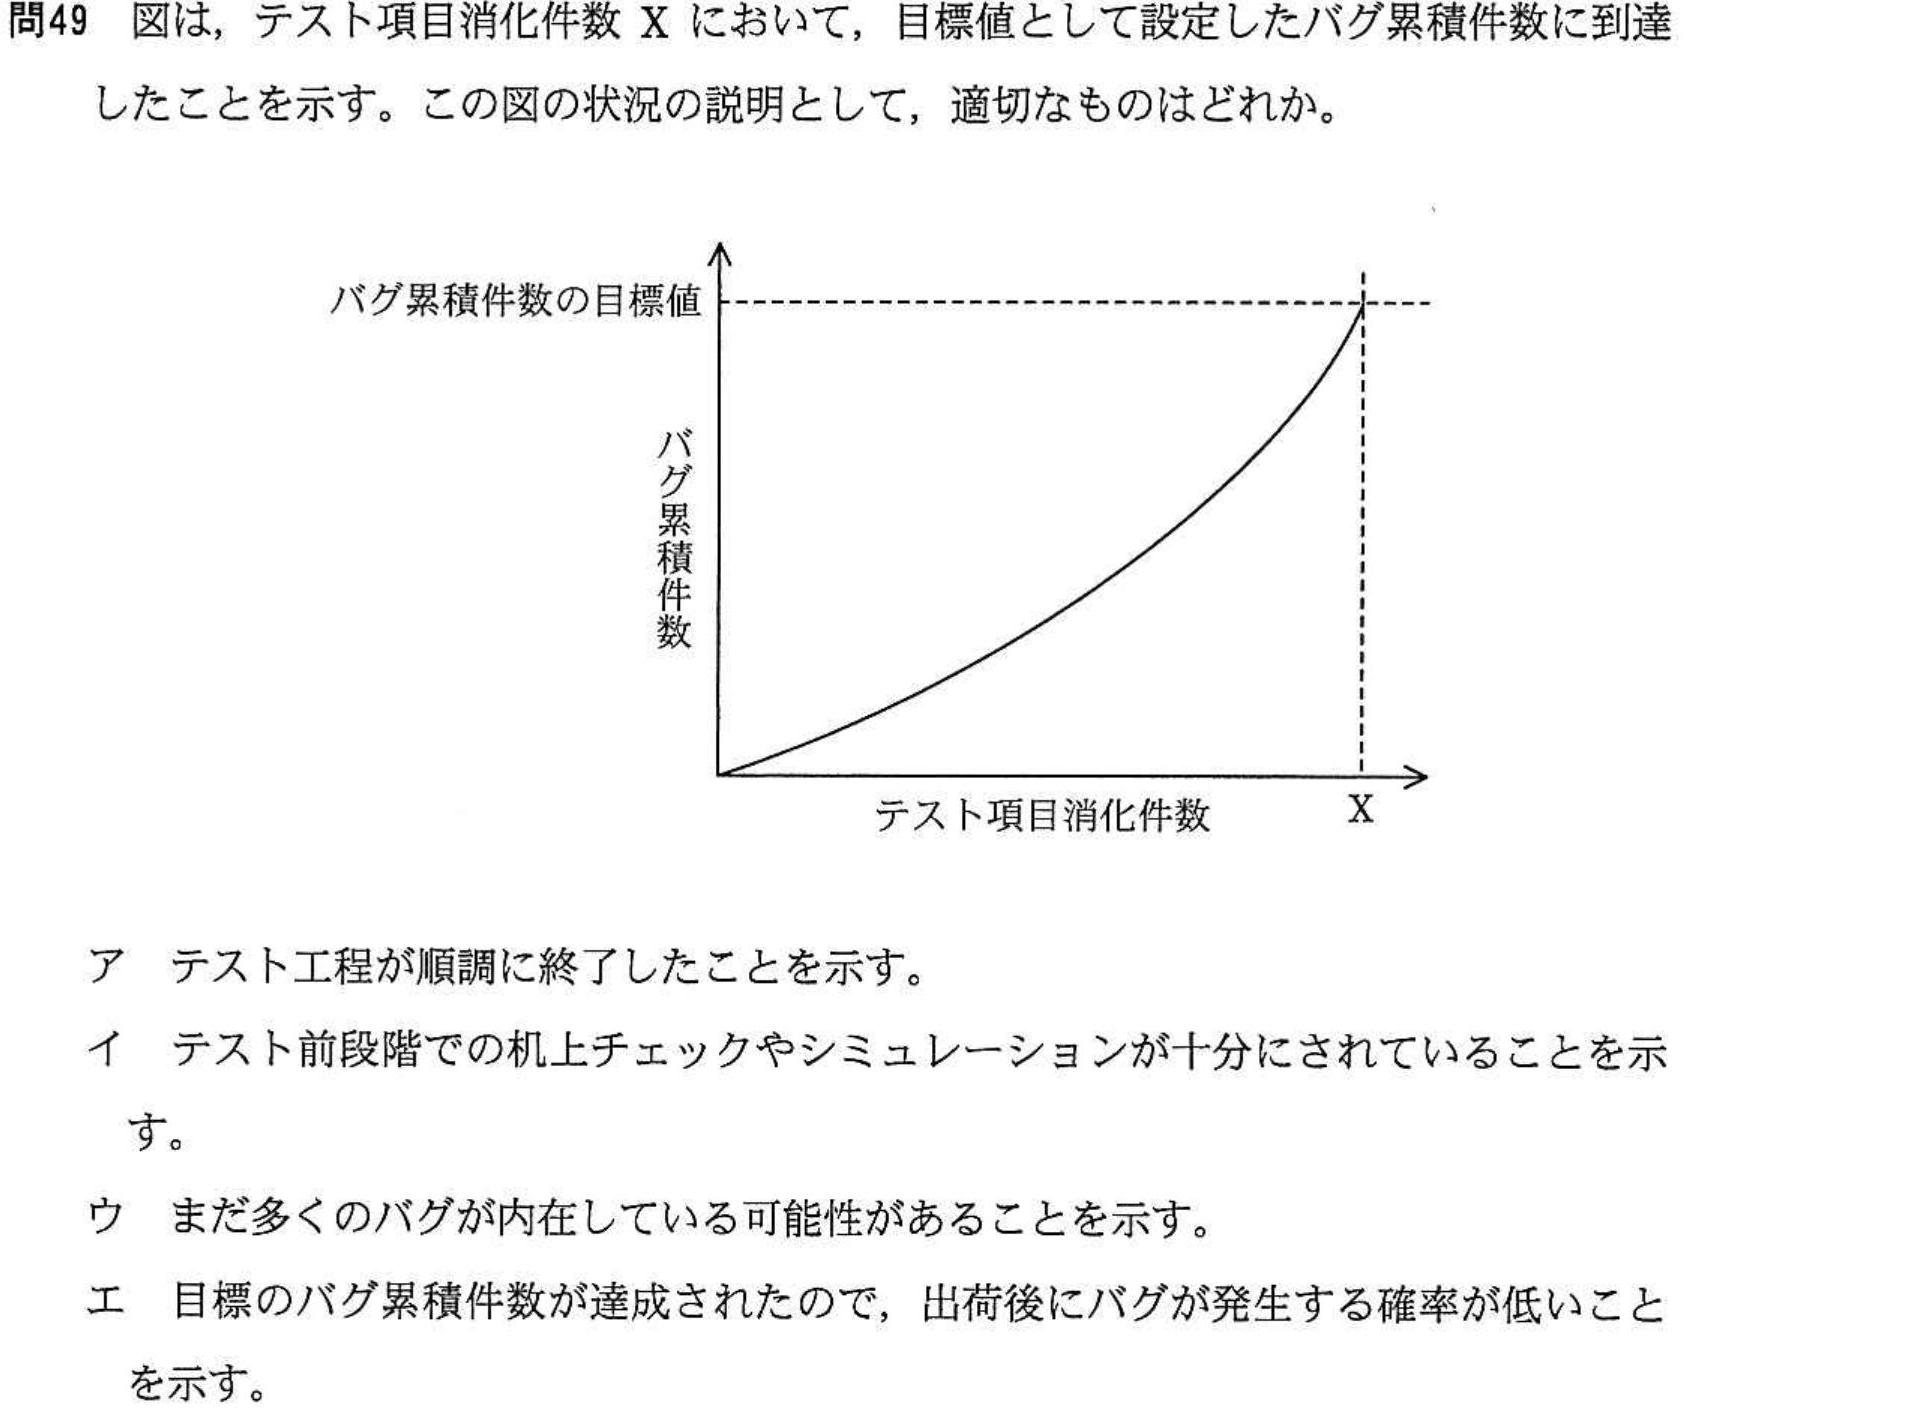 問49 図は，テスト項目消化件数 X において，目標値として設定したバグ累積件数に到達
したことを示す。この図の状況の説明として，適切なものはどれか。
バグ累積件数の目標値
バグ累積件数
テスト項目消化件数
X
ア テスト工程が順調に終了したことを示す。
イ テスト前段階での机上チェックやシミュレーションが十分にされていることを示
す。
ウ まだ多くのバグが内在している可能性があることを示す。
エ 目標のバグ累積件数が達成されたので，出荷後にバグが発生する確率が低いこと
を示す。